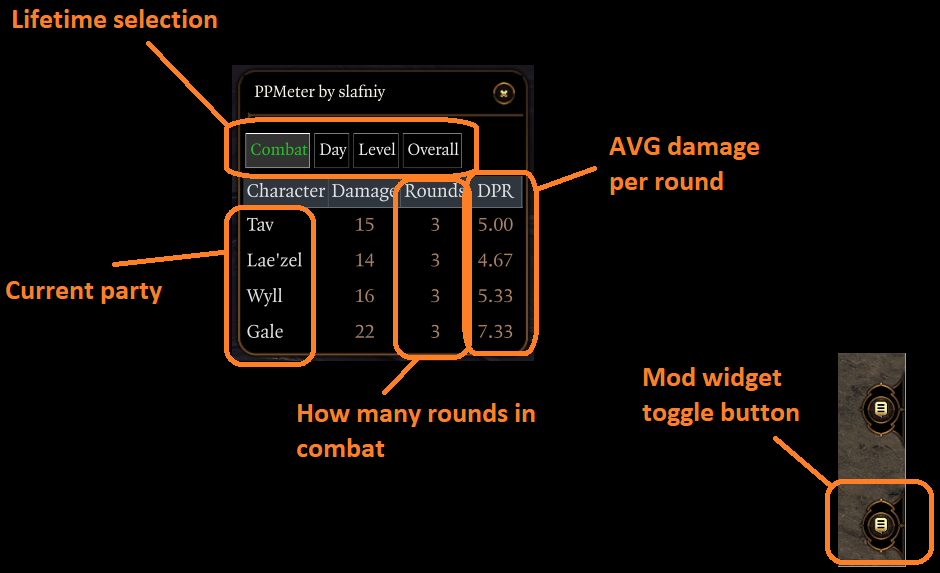 Lifetime selection
PPMeter by slafniy
Combat Day Level Overall
AVG damage
per round
Character Damage Rounds DPR
Tav 15 3 5.00
Lae'zel 14 3 4.67
Wyll 16 3 5.33
Gale 22 3 7.33
Current party
How many rounds in
combat
Mod widget
toggle button